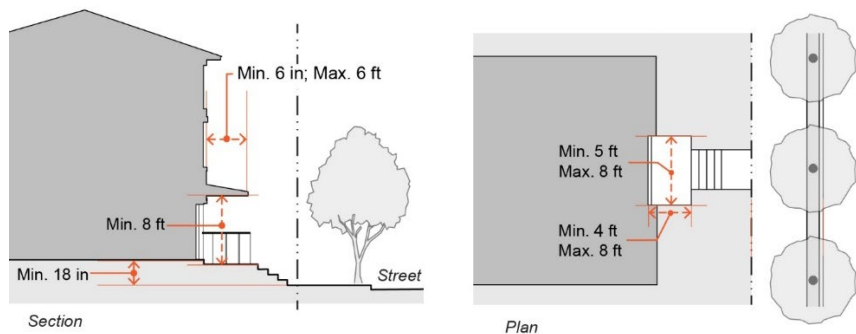 Min. 6 in; Max. 6 ft
Min. 8 ft
Min. 18 in
Street
Section
Min. 5 ft
Max. 8 ft
Min. 4 ft
Max. 8 ft
Plan